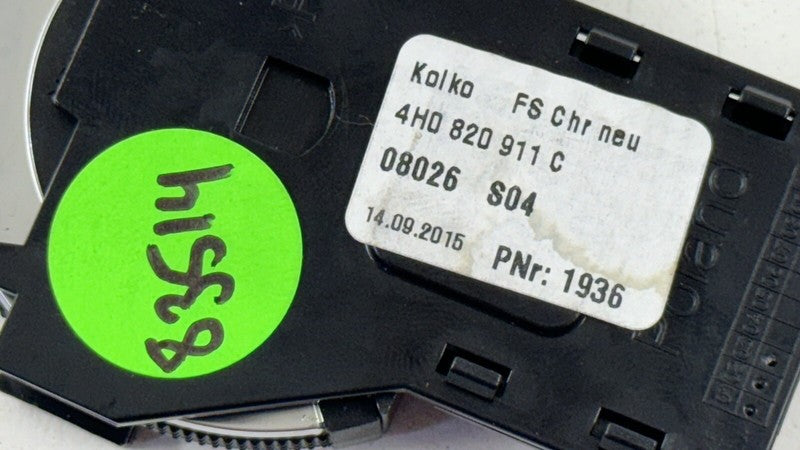 Kolko FS Chr neu
4H0 820 911 C
08026 S04
14.09.2015 PNr: 1936
83514